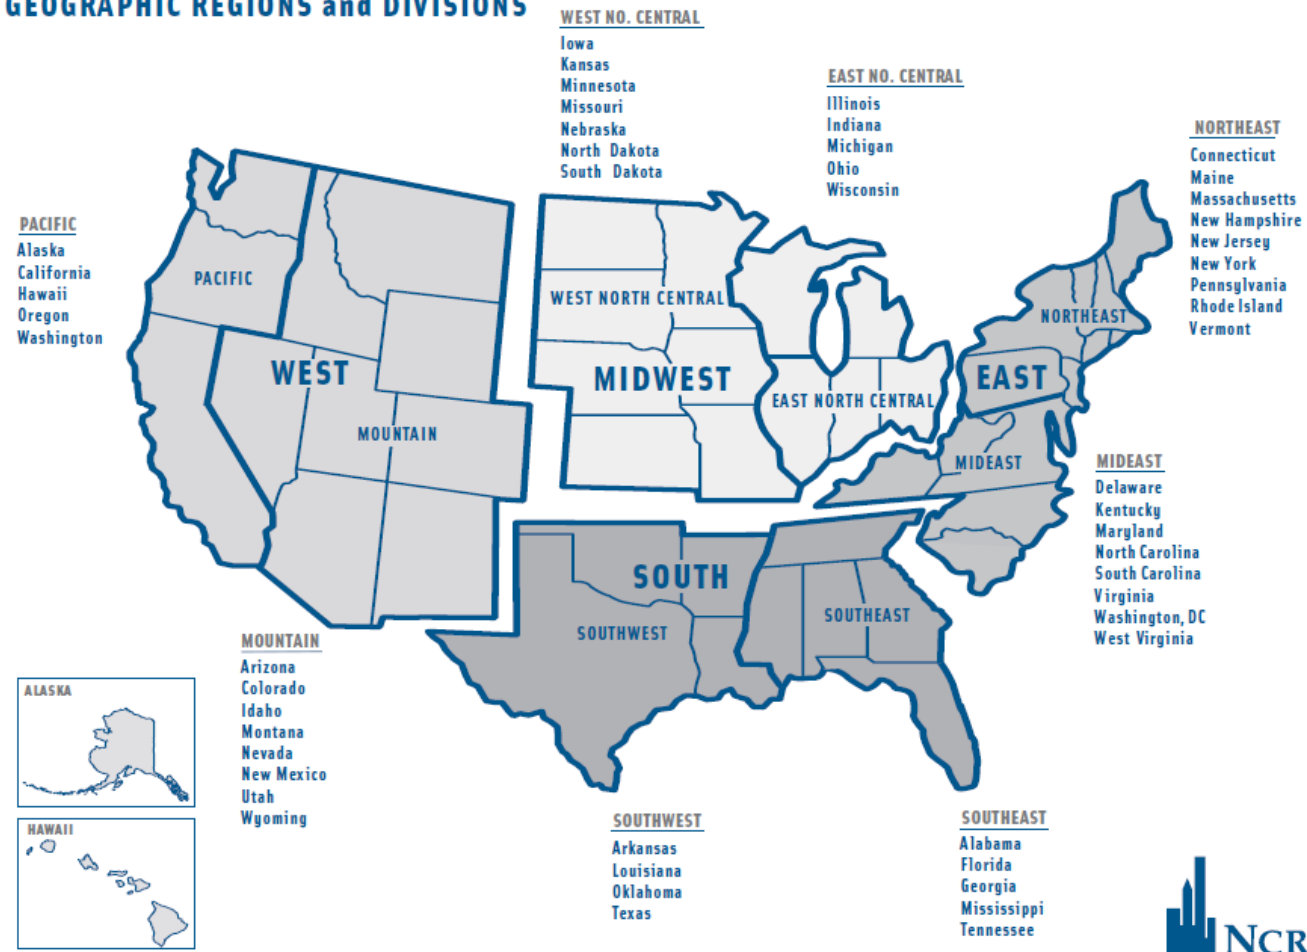 GEOGRAPHIC REGIONS and DIVISIONS
WEST NO. CENTRAL
Iowa
Kansas
Minnesota
Missouri
Nebraska
North Dakota
South Dakota
EAST NO. CENTRAL
Illinois
Indiana
Michigan
Ohio
Wisconsin
NORTHEAST
Connecticut
Maine
Massachusetts
New Hampshire
New Jersey
New York
Pennsylvania
Rhode Island
Vermont
PACIFIC
Alaska
California
Hawaii
Oregon
Washington
PACIFIC
WEST
MOUNTAIN
WEST NORTH CENTRAL
MIDWEST
EAST NORTH CENTRAL
NORTHEAST
EAST
MIDEAST
MIDEAST
Delaware
Kentucky
Maryland
North Carolina
South Carolina
Virginia
Washington, DC
West Virginia
SOUTH
SOUTHWEST
SOUTHEAST
MOUNTAIN
Arizona
Colorado
Idaho
Montana
Nevada
New Mexico
Utah
Wyoming
ALASKA
HAWAII
SOUTHWEST
Arkansas
Louisiana
Oklahoma
Texas
SOUTHEAST
Alabama
Florida
Georgia
Mississippi
Tennessee
NCR